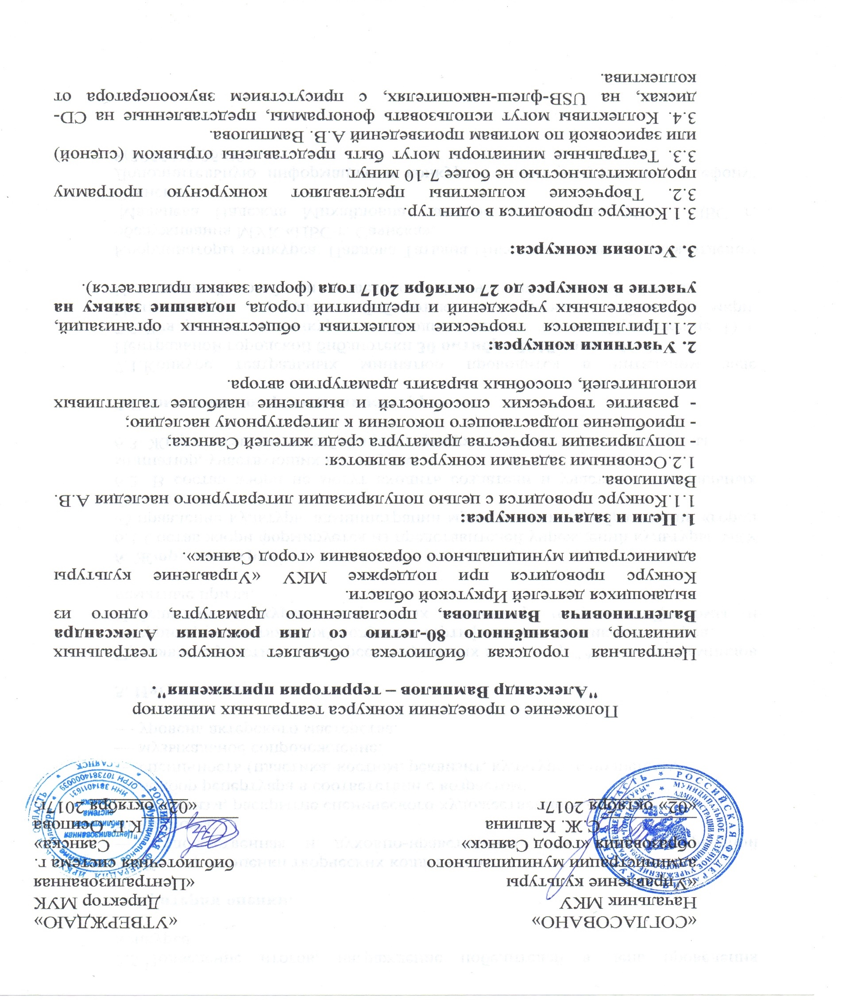 «СОГЛАСОВАНО»
Начальник МКУ
«Управление культуры
администрации муниципального
образования «город Саянск»
С.Ж. Каплина
«02» октября 2017г
«УТВЕРЖДАЮ»
Директор МУК
«Централизованная
библиотечная система г.
Саянска»
К.Г. Осипова
«02» октября 2017г.
Положение о проведении конкурса театральных миниатюр
"Александр Вампилов – территория притяжения".
Центральная городская библиотека объявляет конкурс театральных
миниатюр, посвящённого 80-летию со дня рождения Александра
Валентиновича Вампилова, прославленного драматурга, одного из
выдающихся деятелей Иркутской области.
Конкурс проводится при поддержке МКУ «Управление культуры
администрации муниципального образования «город Саянск».
1. Цели и задачи конкурса:
1.1.Конкурс проводится с целью популяризации литературного наследия А.В.
Вампилова.
1.2.Основными задачами конкурса являются:
- популяризация творчества драматурга среди жителей Саянска;
- приобщение подрастающего поколения к литературному наследию;
- развитие творческих способностей и выявление наиболее талантливых
исполнителей, способных выразить драматургию автора.
2. Участники конкурса:
2.1 Приглашаются творческие коллективы общественных организаций,
образовательных учреждений и предприятий города, подавшие заявку на
участие в конкурсе до 27 октября 2017 года (форма заявки прилагается).
3. Условия конкурса:
3.1.Конкурс проводится в один тур.
3.2. Творческие коллективы представляют конкурсную программу
продолжительностью не более 7 - 10 минут.
3.3. Театральные миниатюры могут быть представлены отрывком (сценой)
или зарисовкой по мотивам произведений А.В. Вампилова.
3.4. Коллективы могут использовать фонограммы, представленные на CD-
дисках, на USB-флеш-накопителях, с присутствием звукооператора от
коллектива.